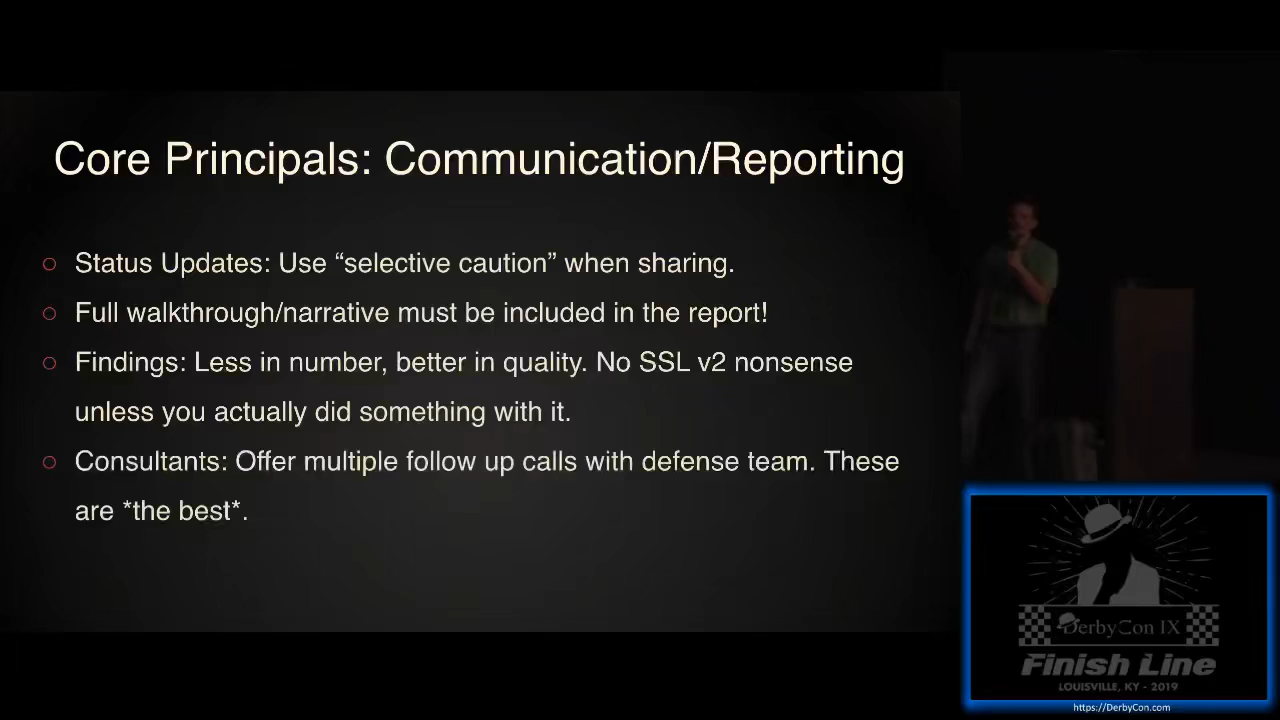 Core Principals: Communication/Reporting
Status Updates: Use “selective caution” when sharing.
Full walkthrough/narrative must be included in the report!
Findings: Less in number, better in quality. No SSL v2 nonsense
unless you actually did something with it.
Consultants: Offer multiple follow up calls with defense team. These
are *the best*.
DerbyCon IX
Finish Line
LOUISVILLE, KY - 2019
https://DerbyCon.com